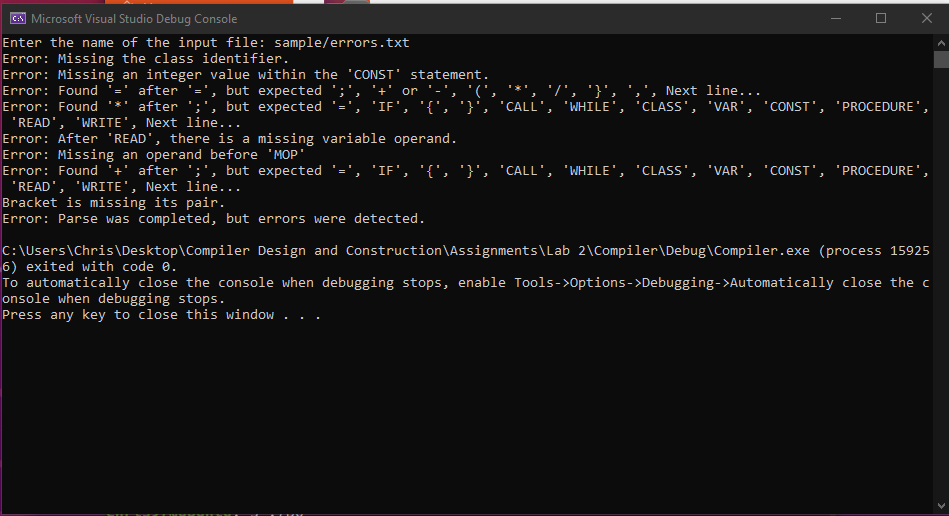 Microsoft Visual Studio Debug Console
Enter the name of the input file: sample/errors.txt
Error: Missing the class identifier.
Error: Missing an integer value within the 'CONST' statement.
Error: Found '=' after '=', but expected ';', '+' or '-', '(', '*', '/', '}', ',', Next line...
Error: Found '*' after ';', but expected '=', 'IF', '{', '}', 'CALL', 'WHILE', 'CLASS', 'VAR', 'CONST', 'PROCEDURE',
'READ', 'WRITE', Next line...
Error: After 'READ', there is a missing variable operand.
Error: Missing an operand before 'MOP'
Error: Found '+' after ';', but expected '=', 'IF', '{', '}', 'CALL', 'WHILE', 'CLASS', 'VAR', 'CONST', 'PROCEDURE',
'READ', 'WRITE', Next line...
Bracket is missing its pair.
Error: Parse was completed, but errors were detected.
C:\Users\Chris\Desktop\Compiler Design and Construction\Assignments\Lab 2\Compiler\Debug\Compiler.exe (process 15925
6) exited with code 0.
To automatically close the console when debugging stops, enable Tools->Options->Debugging->Automatically close the c
onsole when debugging stops.
Press any key to close this window . . .